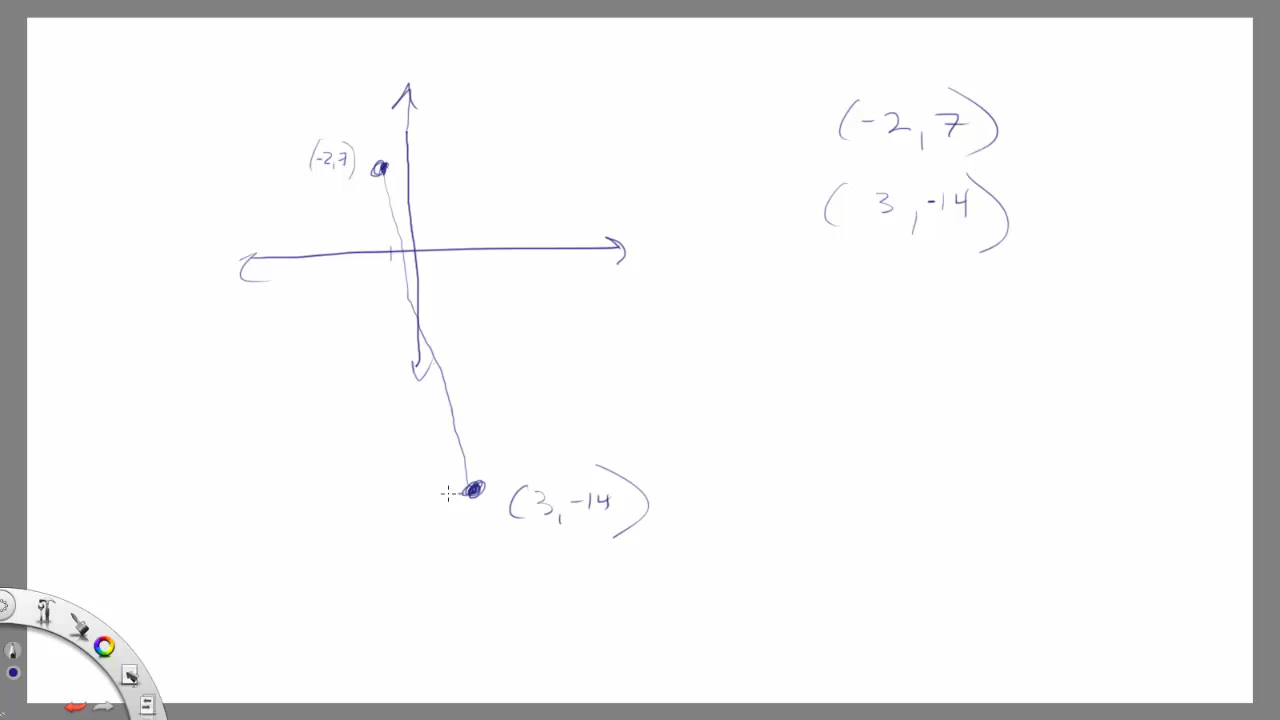 (-2, 7)
(-2, 7)
(3, -14)
(3, -14)